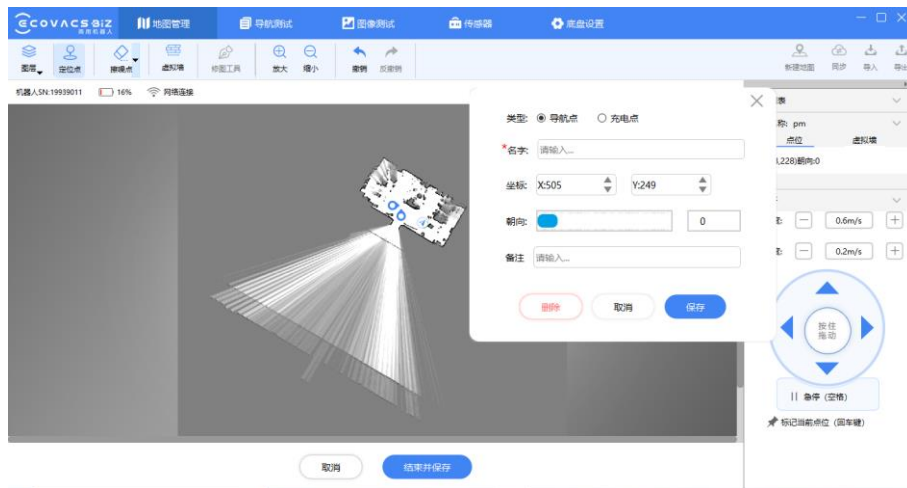 ECOVACS BIZ 地图管理 导航测试 图像测试 传感器 底盘设置
商用机器人
图层 定位点 接缝点 虚拟墙 修图工具 放大 缩小 撤销 反撤销 新建地图 同步 导入 导出
机器人SN:19939011 16% 网络连接
类型: 导航点 充电点
*名字: 请输入...
坐标: X:505 Y:249
朝向: 0
备注 请输入...
删除 取消 保存
表
称: pm
点位 虚拟墙
,228)朝向:0
0.6m/s
0.2m/s
按住
拖动
急停 (空格)
标记当前点位 (回车键)
取消 结束并保存